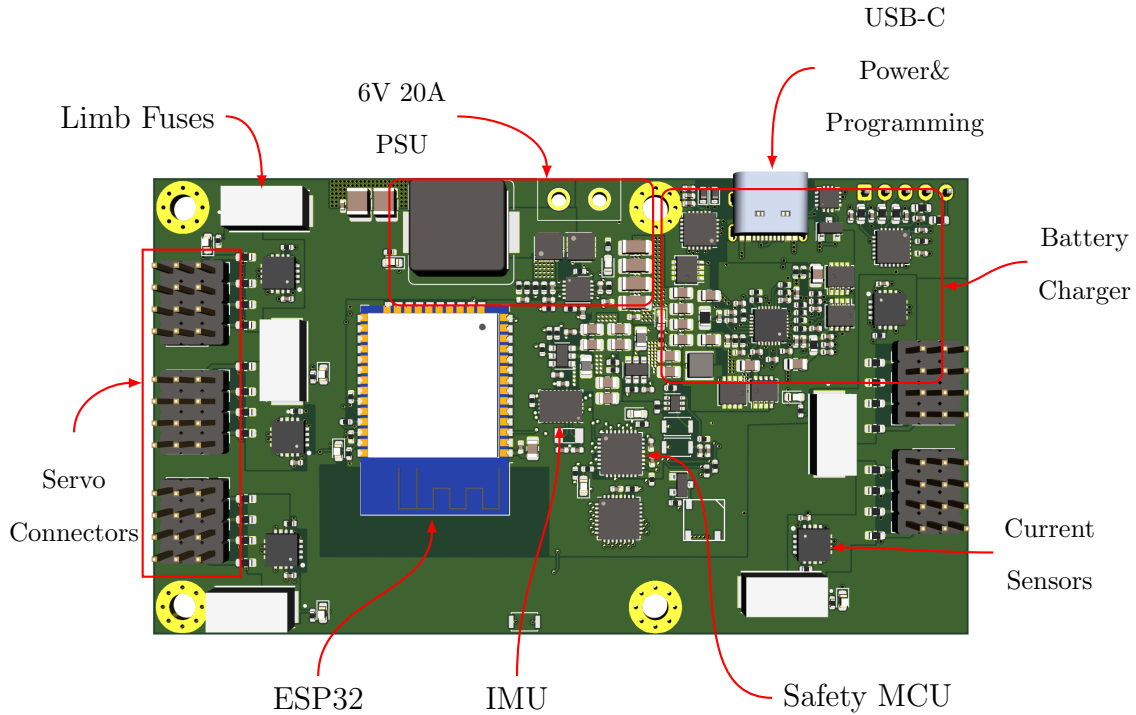 USB-C
Power&
Programming
6V 20A
PSU
Limb Fuses
Battery
Charger
Servo
Connectors
Current
Sensors
ESP32
IMU
Safety MCU